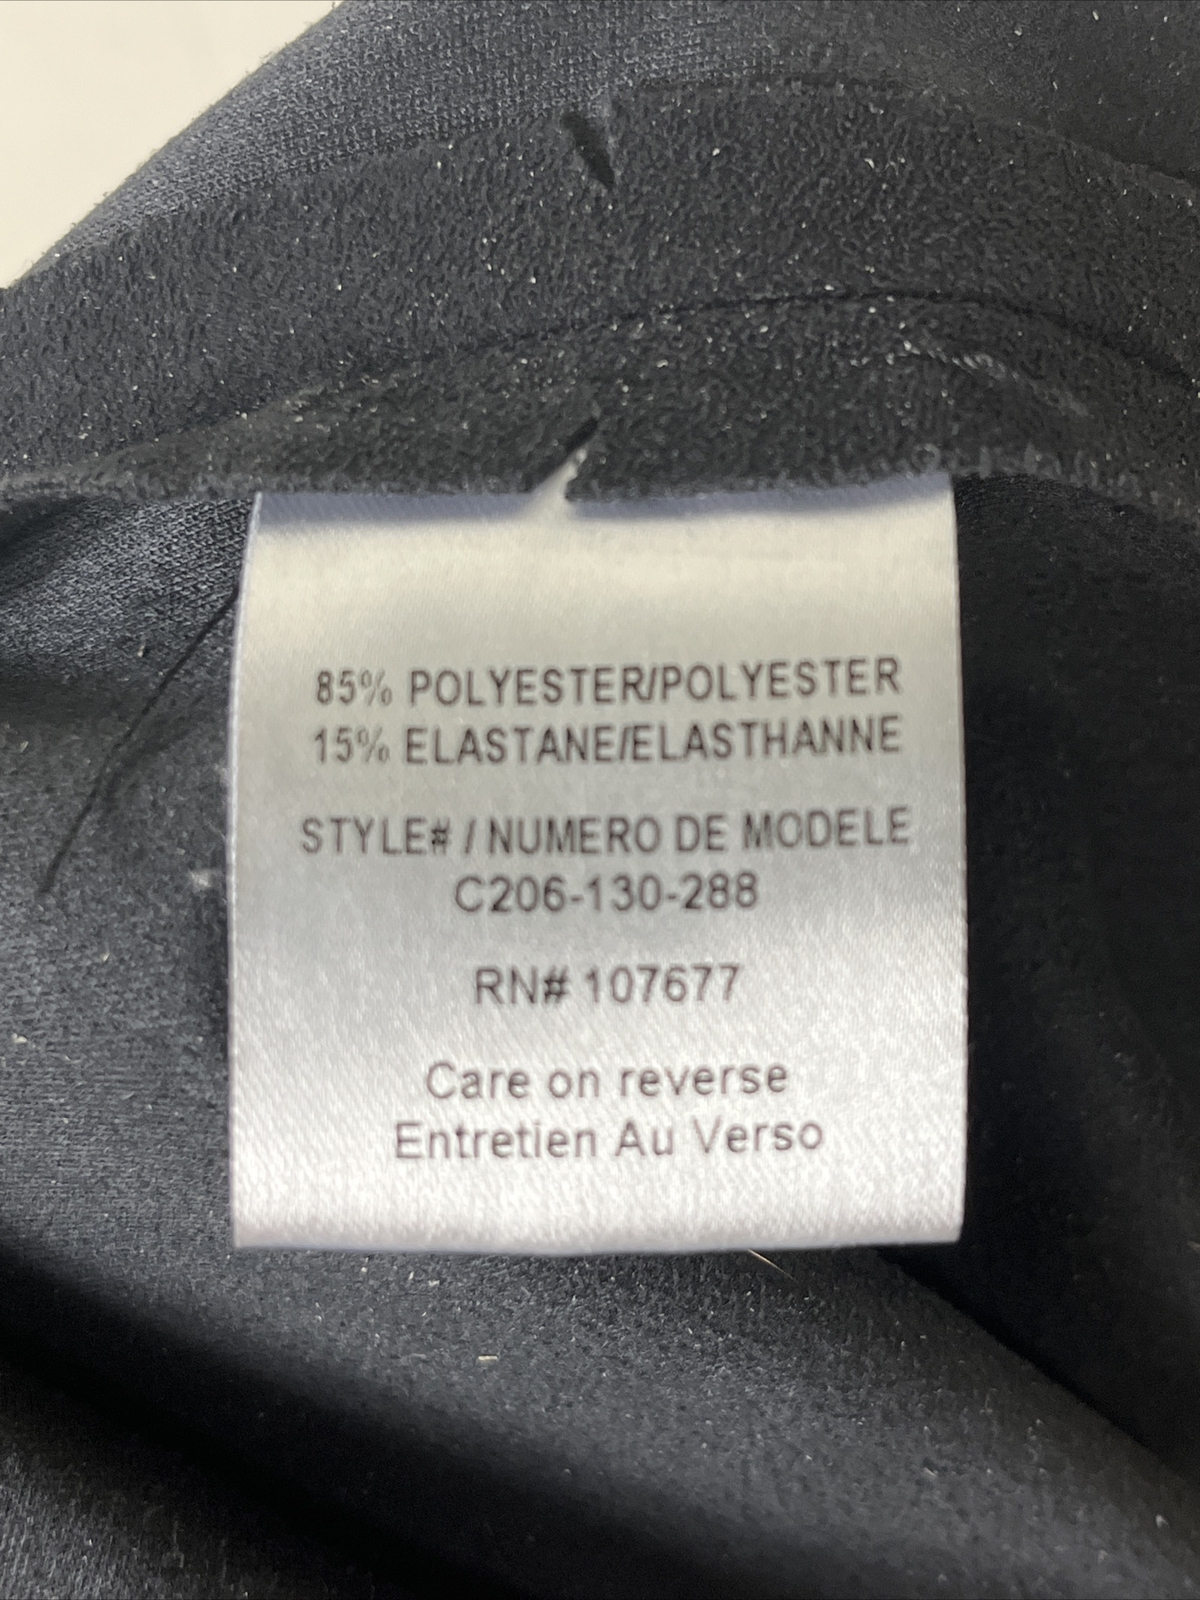 85% POLYESTER/POLYESTER
15% ELASTANE/ELASTHANNE
STYLE# / NUMERO DE MODELE
C206-130-288
RN# 107677
Care on reverse
Entretien Au Verso